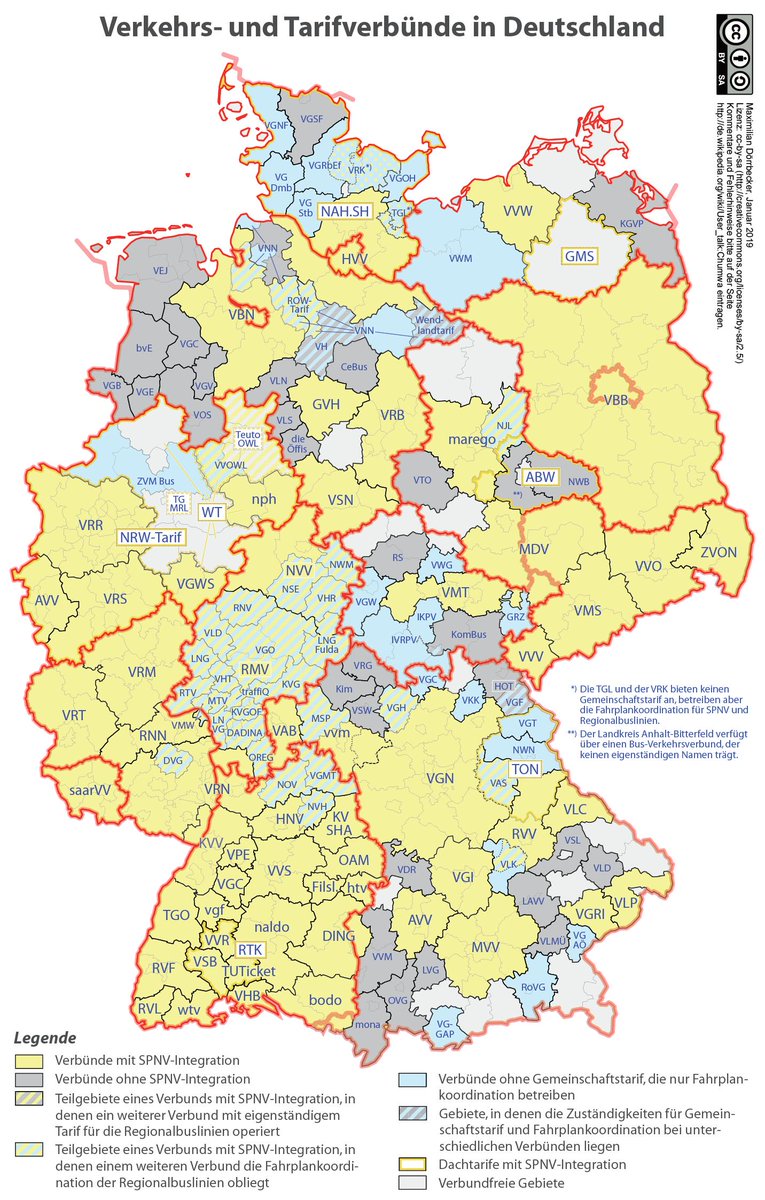 Verkehrs- und Tarifverbünde in Deutschland
CC
BY SA
Maximilian Dörrbecker, Januar 2019
Lizenz: cc-by-sa (http://creativecommons.org/licenses/by-sa/2.5/)
Kommentare und Fehlerhinweise bitte auf der Seite
http://de.wikipedia.org/wiki/User_talk:Chumwa eintragen.
VGNF
VGSF
VGRbEf
VRK*)
VGOH
VG
Dmb
VG
Stb
NAH.SH
TGL*)
HVV
VVW
KGVP
VWM
GMS
VEJ
VNN
VBN
ROW-
Tarif
VNN
Wend-
landtarif
VH
CeBus
bvE
VGC
VGB
VGE
VGV
VOS
VLN
VLS
die
Öffis
GVH
VRB
VBB
marego
NJL
Teuto
OWL
VVOWL
ZVM Bus
TG
MRL
WT
nph
VSN
VTO
ABW
**)
NWB
VRR
NRW-Tarif
VGWS
AVV
VRS
NVV
NWM
NSE
VHR
RNV
VLD
VGO
LNG
Fulda
LNG
RMV
VHT
traffiQ
KVG
RTV
MTV
KVGOF
LN
VG
DADINA
OREG
RS
VWG
VGW
VMT
IKPV
IVRPV
KomBus
GRZ
MDV
VVO
ZVON
VMS
VVV
VRM
VRT
RNN
VMW
DVG
saarVV
VRN
VAB
VRG
Kim
VSW
MSP
vvm
VGH
VGC
VKK
HOT
VGF
VGT
NWN
TON
VAS
VGN
*) Die TGL und der VRK bieten keinen
Gemeinschaftstarif an, betreiben aber
die Fahrplankoordination für SPNV und
Regionalbuslinien.
**) Der Landkreis Anhalt-Bitterfeld verfügt
über einen Bus-Verkehrsverbund, der
keinen eigenständigen Namen trägt.
NOV
VGMT
NVH
HNV
KV
SHA
KVV
VPE
VVS
OAM
VGC
Filsl.
htv
TGO
vgf
naldo
VVR
RTK
DING
VSB
TUTicket
RVF
VHB
RVL
wtv
bodo
VLC
RVV
VSL
VLD
VLK
VGI
VDR
AVV
MVV
LAVV
VGRI
VLP
VLMÜ
VG
AÖ
VVM
LVG
OVG
mona
VG-
GAP
RoVG
Legende
Verbünde mit SPNV-Integration
Verbünde ohne SPNV-Integration
Teilgebiete eines Verbunds mit SPNV-Integration, in
denen ein weiterer Verbund mit eigenständigem
Tarif für die Regionalbuslinien operiert
Teilgebiete eines Verbunds mit SPNV-Integration, in
denen einem weiteren Verbund die Fahrplankoordi-
nation der Regionalbuslinien obliegt
Verbünde ohne Gemeinschaftstarif, die nur Fahrplan-
koordination betreiben
Gebiete, in denen die Zuständigkeiten für Gemein-
schaftstarif und Fahrplankoordination bei unter-
schiedlichen Verbünden liegen
Dachtarife mit SPNV-Integration
Verbundfreie Gebiete